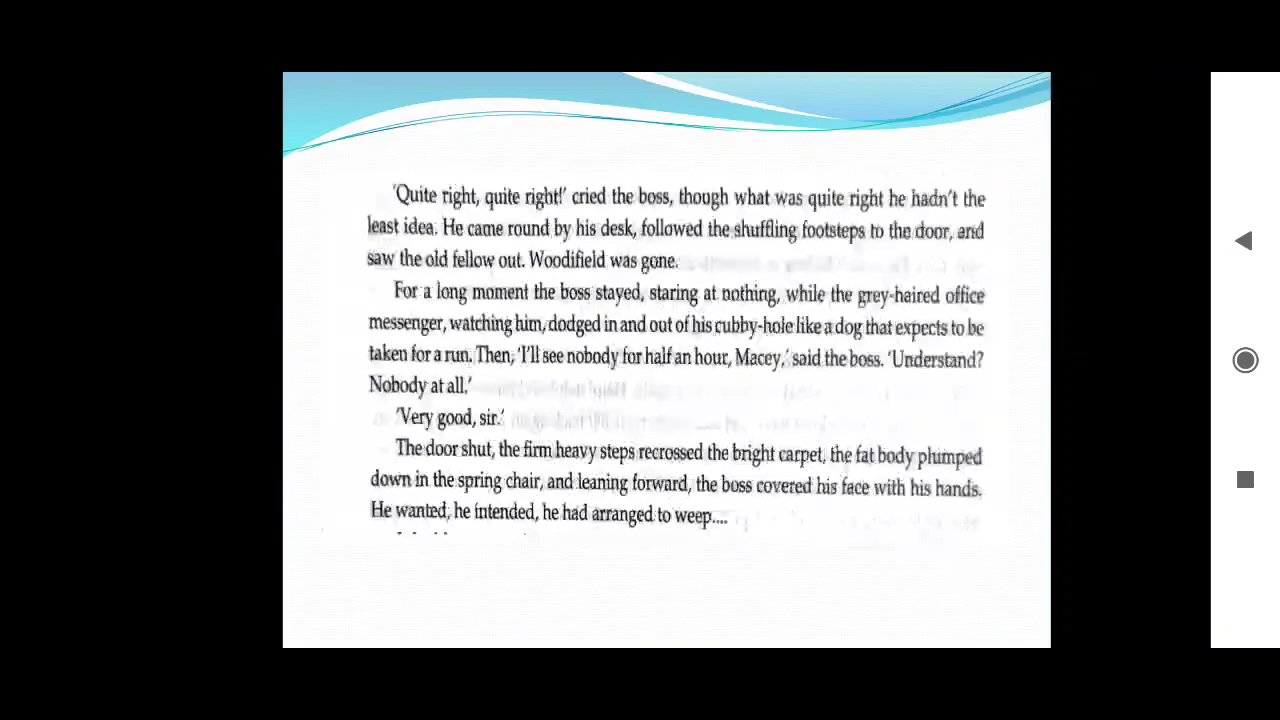 'Quite right, quite right!' cried the boss, though what was quite right he hadn't the
least idea. He came round by his desk, followed the shuffling footsteps to the door, and
saw the old fellow out. Woodifield was gone.
For a long moment the boss stayed, staring at nothing, while the grey-haired office
messenger, watching him, dodged in and out of his cubby-hole like a dog that expects to be
taken for a run. Then, 'I'll see nobody for half an hour, Macey,' said the boss. 'Understand?
Nobody at all.'
'Very good, sir.'
The door shut, the firm heavy steps recrossed the bright carpet, the fat body plumped
down in the spring chair, and leaning forward, the boss covered his face with his hands.
He wanted, he intended, he had arranged to weep....